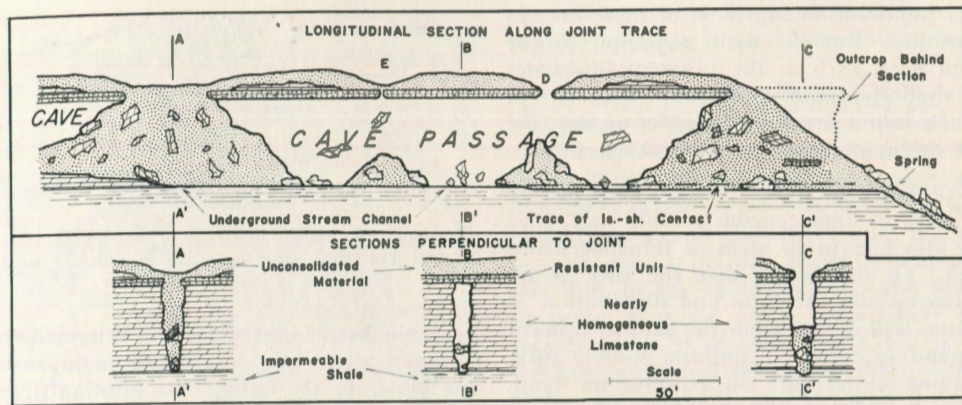 LONGITUDINAL SECTION ALONG JOINT TRACE
A
B
C
E
D
Outcrop Behind
Section
CAVE
CAVE PASSAGE
Spring
Underground Stream Channel
Trace of ls.-sh. Contact
A'
B'
C'
SECTIONS PERPENDICULAR TO JOINT
A
B
C
Unconsolidated
Material
Resistant Unit
Nearly
Homogeneous
Limestone
Impermeable
Shale
Scale
50'
A'
B'
C'